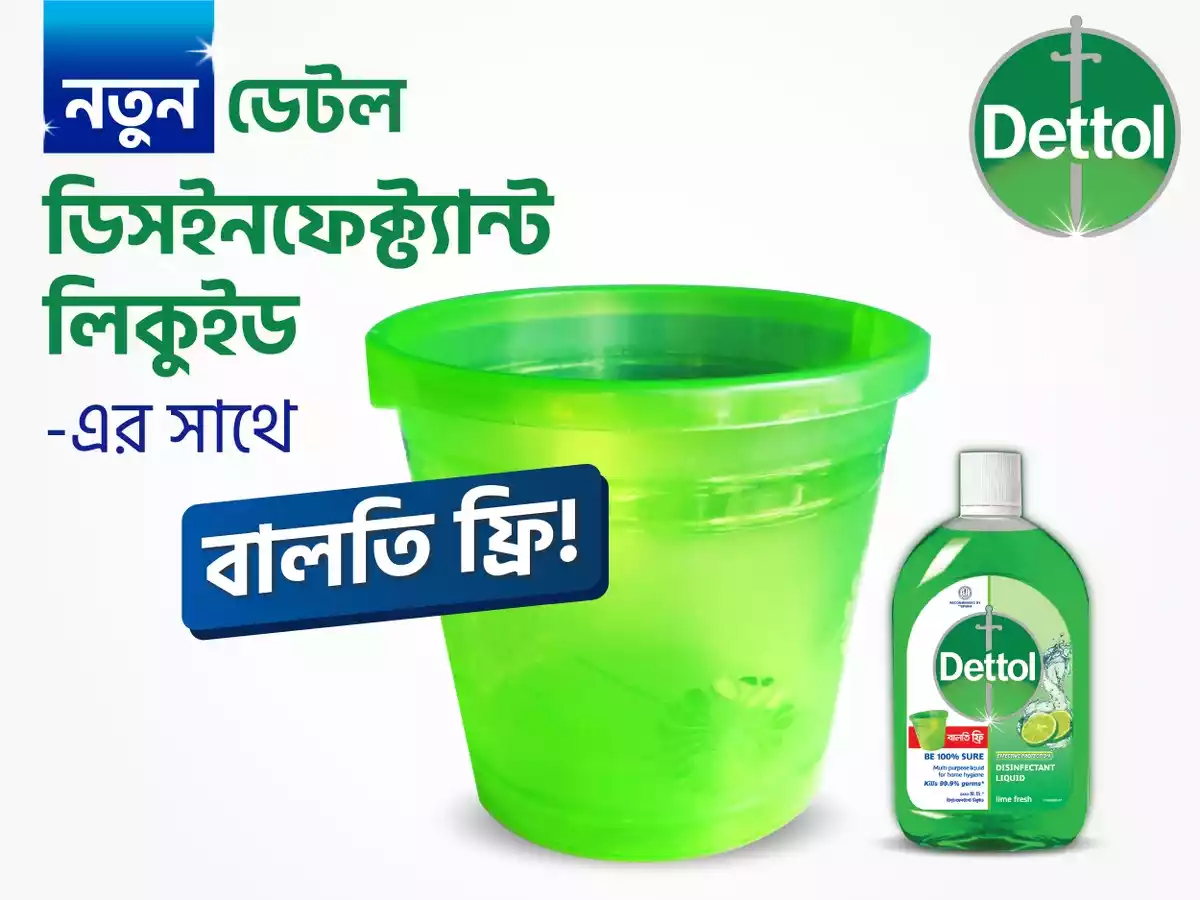 নতুন ডেটল
ডিসইনফেক্ট্যান্ট
লিকুইড
-এর সাথে
বালতি ফ্রি!
Dettol
Dettol
বালতি ফ্রি
BE 100% SURE
Multi purpose liquid
for home hygiene
Kills 99.9% germs*
DISINFECTANT
LIQUID
lime fresh